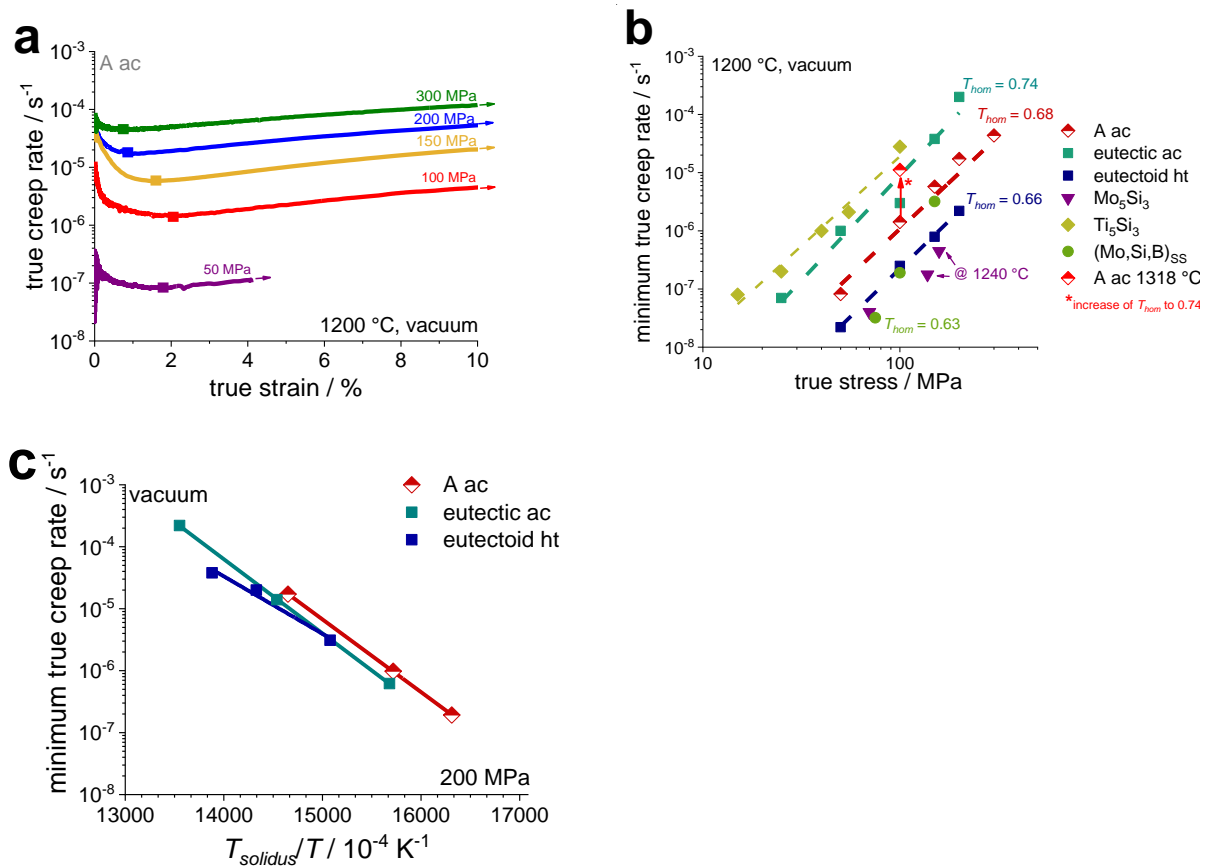 a
A ac
10⁻³
10⁻⁴
10⁻⁵
10⁻⁶
10⁻⁷
10⁻⁸
true creep rate / s⁻¹
300 MPa
200 MPa
150 MPa
100 MPa
50 MPa
1200 °C, vacuum
0 2 4 6 8 10
true strain / %
b
1200 °C, vacuum
10⁻³
10⁻⁴
10⁻⁵
10⁻⁶
10⁻⁷
10⁻⁸
minimum true creep rate / s⁻¹
T_hom = 0.74
T_hom = 0.68
T_hom = 0.66
T_hom = 0.63
*
@ 1240 °C
10 100
true stress / MPa
A ac
eutectic ac
eutectoid ht
Mo₅Si₃
Ti₅Si₃
(Mo,Si,B)SS
A ac 1318 °C
*increase of T_hom to 0.74
c
vacuum
10⁻³
10⁻⁴
10⁻⁵
10⁻⁶
10⁻⁷
10⁻⁸
minimum true creep rate / s⁻¹
A ac
eutectic ac
eutectoid ht
200 MPa
13000 14000 15000 16000 17000
T_solidus/T / 10⁻⁴ K⁻¹